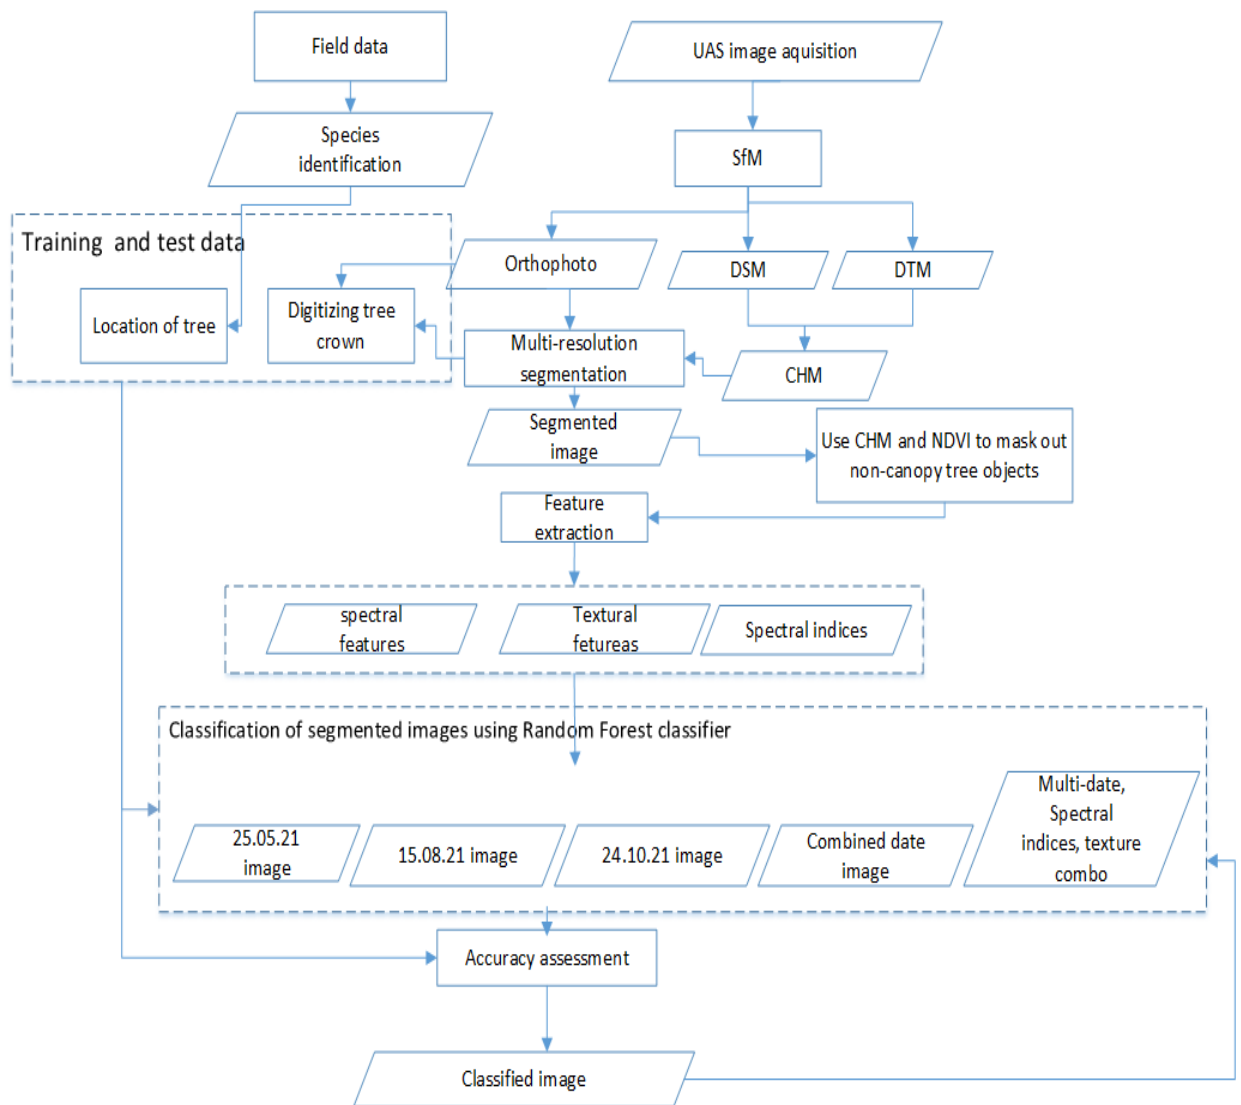 Field data
UAS image aquisition
Species
identification
SfM
Training and test data
Orthophoto
DSM
DTM
Location of tree
Digitizing tree
crown
Multi-resolution
segmentation
CHM
Segmented
image
Use CHM and NDVI to mask out
non-canopy tree objects
Feature
extraction
spectral
features
Textural
fetureas
Spectral indices
Classification of segmented images using Random Forest classifier
25.05.21
image
15.08.21 image
24.10.21 image
Combined date
image
Multi-date,
Spectral
indices, texture
combo
Accuracy assessment
Classified image